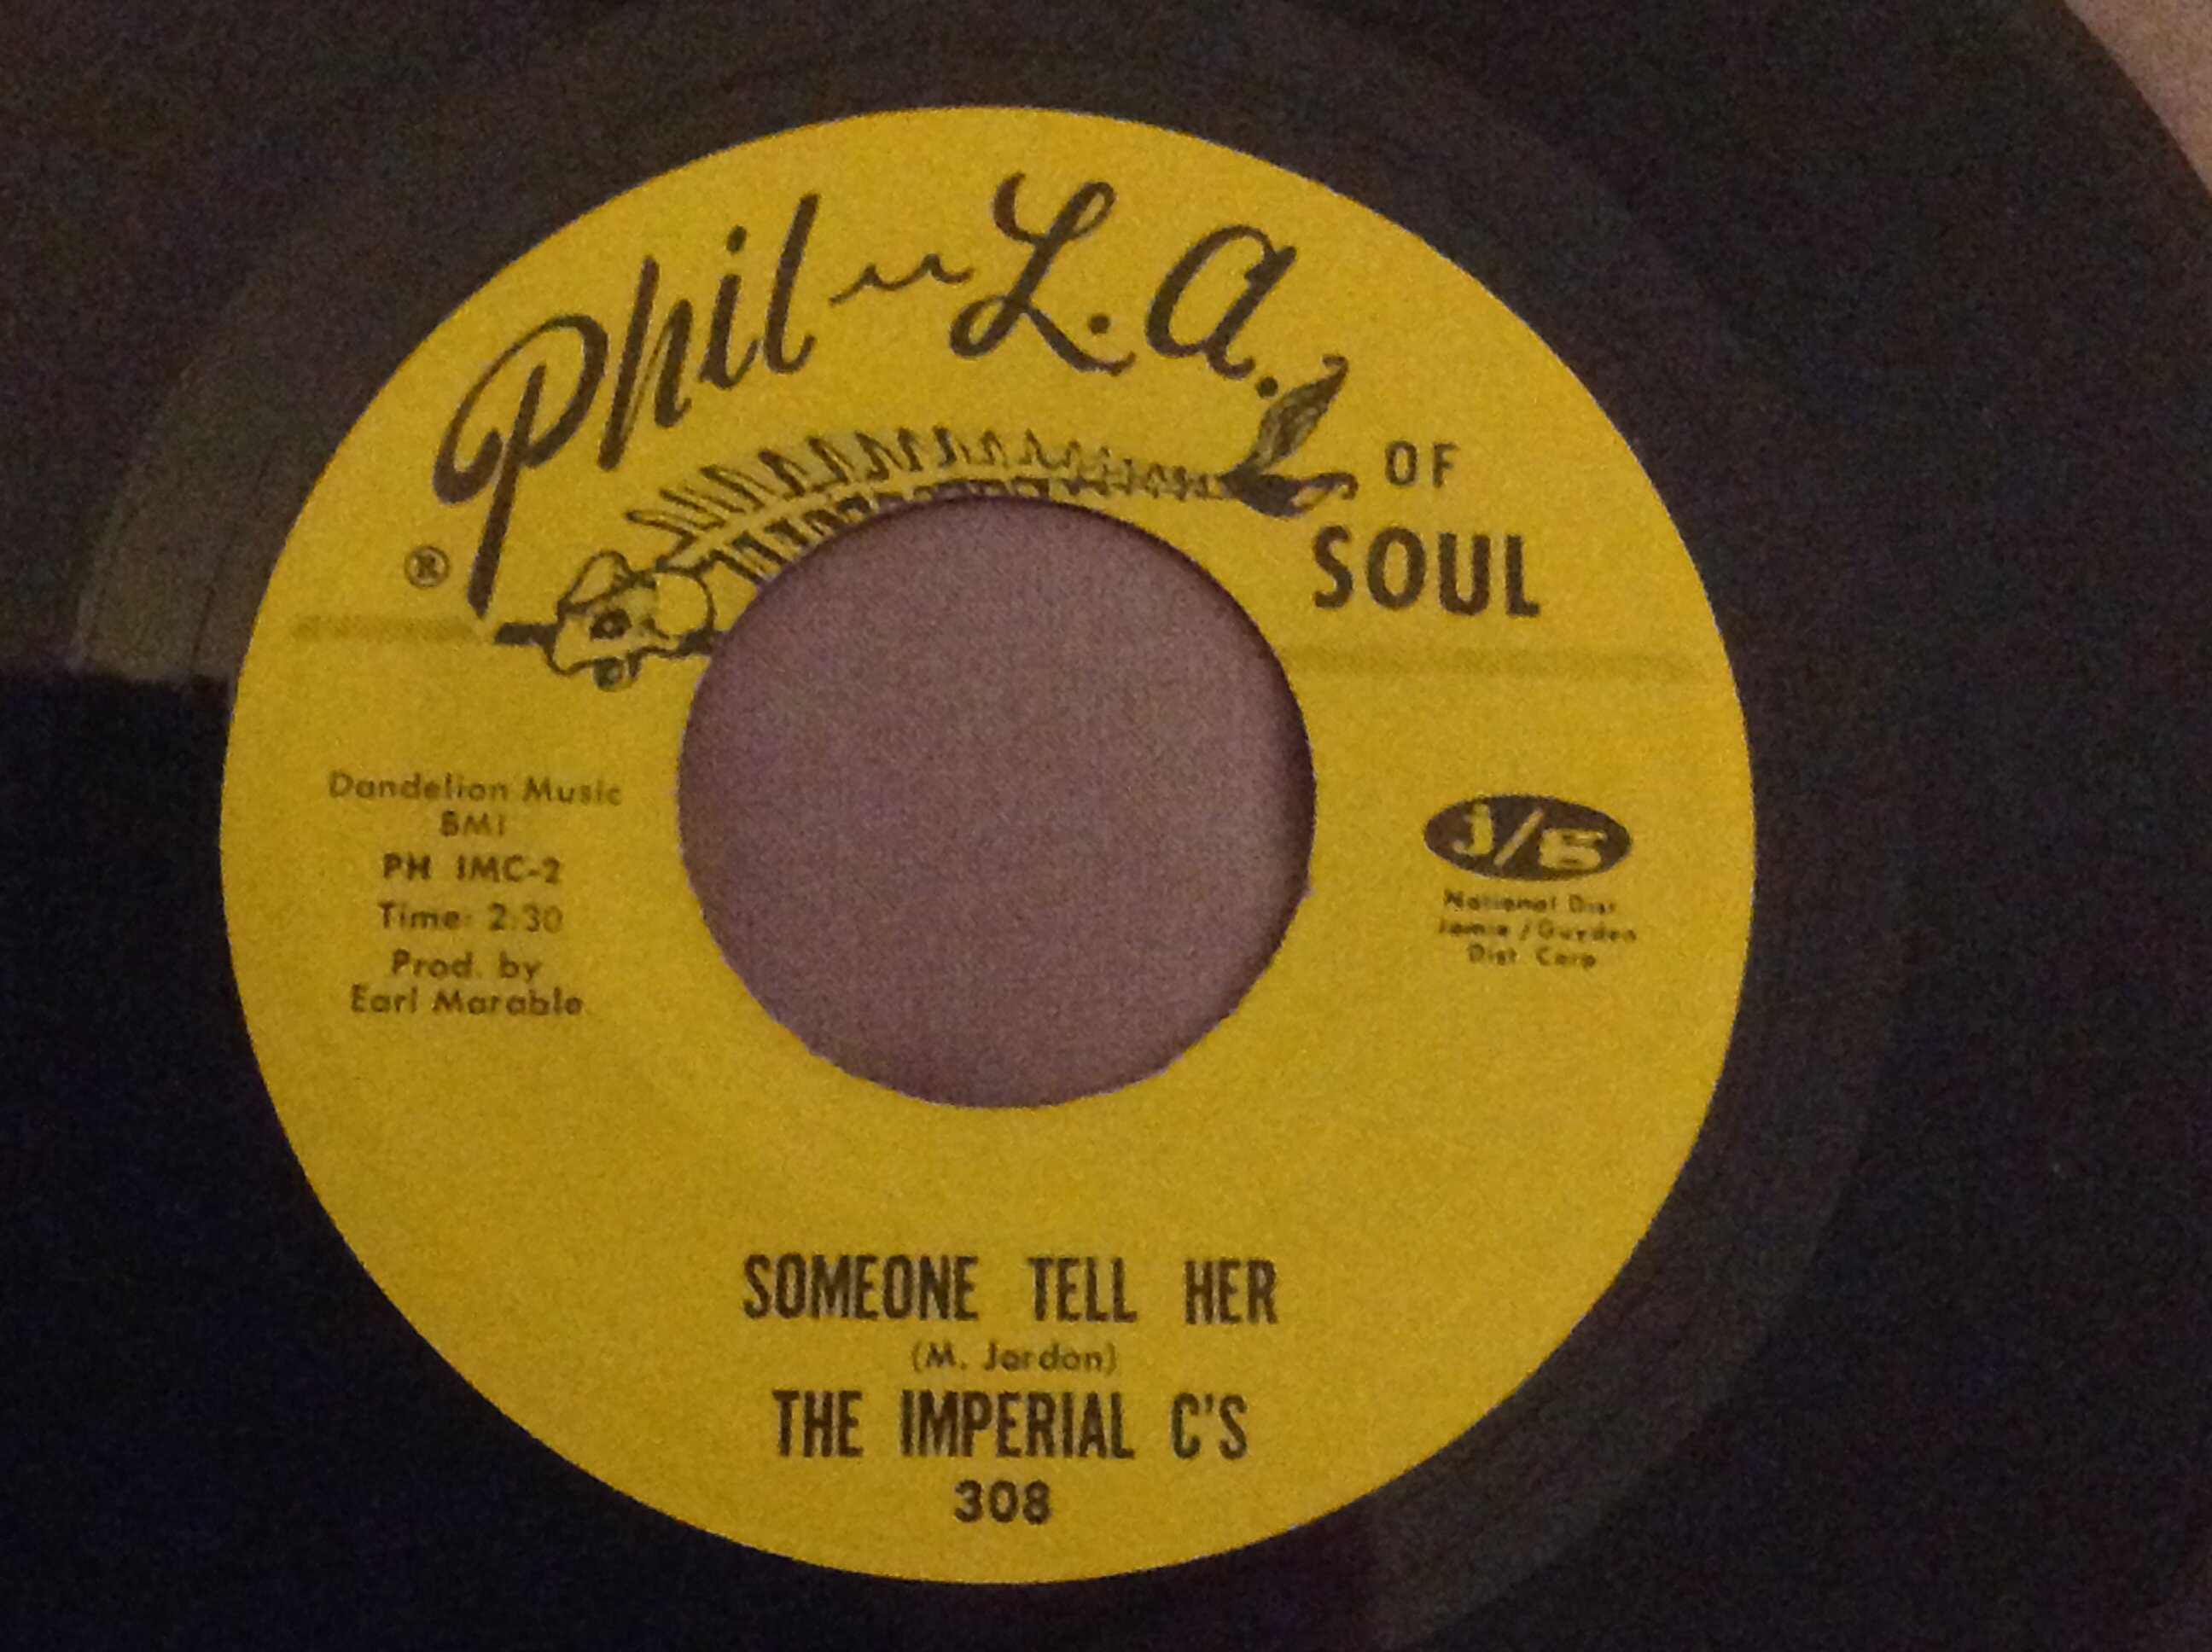 Phil-L.A.
OF
SOUL
®
Dandelion Music
BMI
PH IMC-2
Time: 2:30
Prod. by
Earl Marable
j/g
National Dist.
Jamie/Guyden
Dist. Corp.
SOMEONE TELL HER
(M. Jordon)
THE IMPERIAL C'S
308